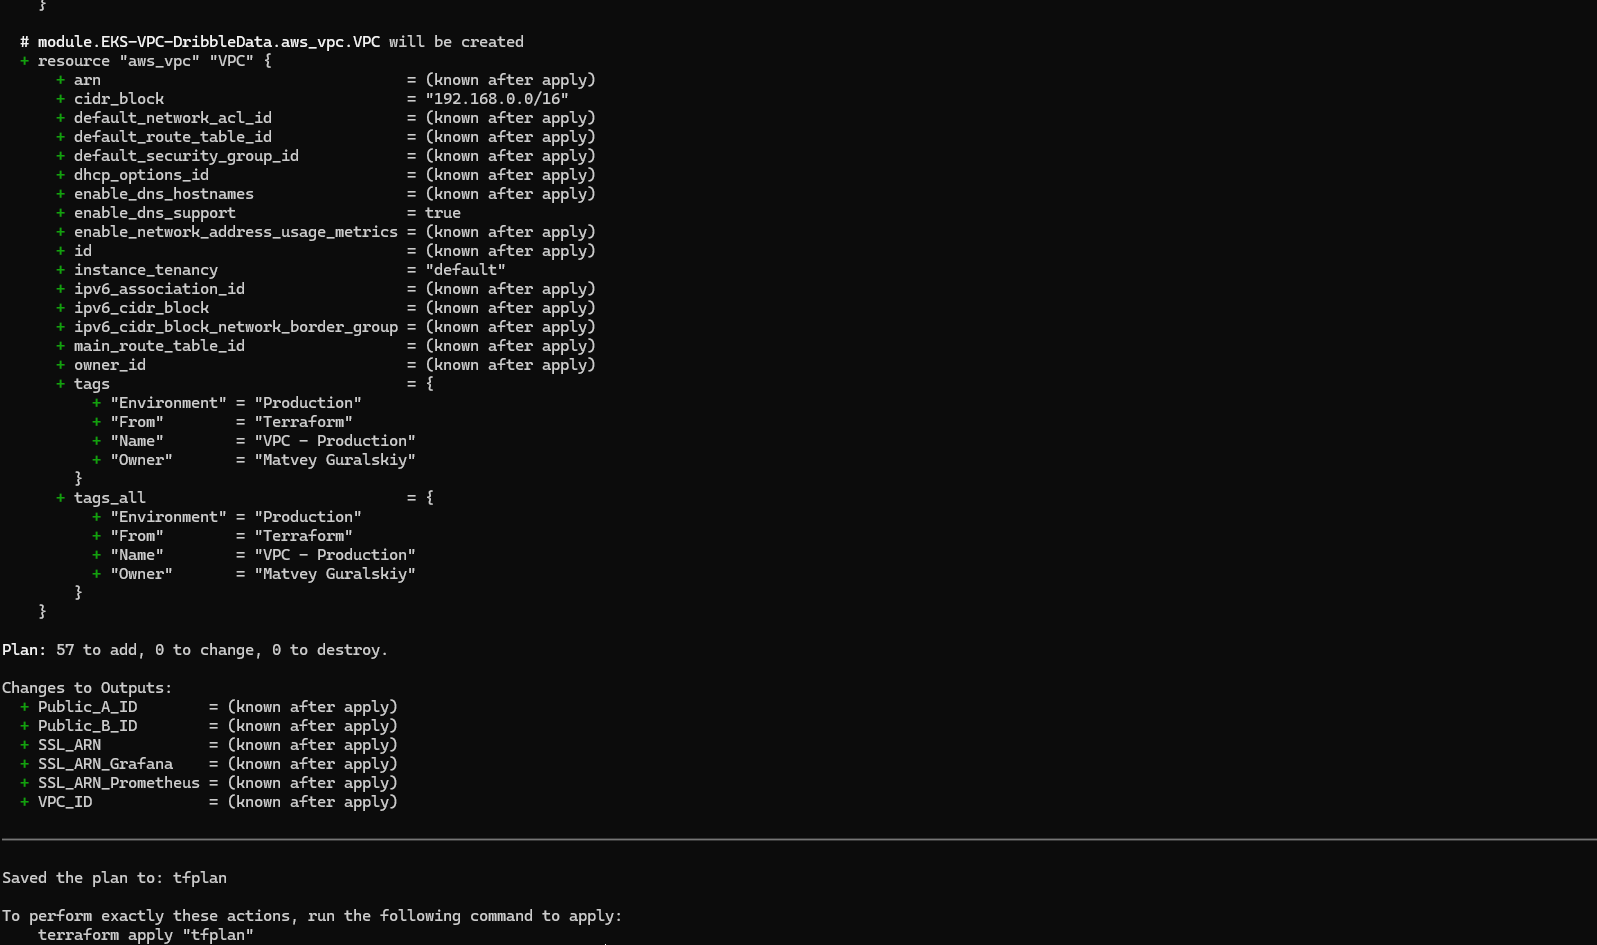 }
# module.EKS-VPC-DribbleData.aws_vpc.VPC will be created
+ resource "aws_vpc" "VPC" {
+ arn = (known after apply)
+ cidr_block = "192.168.0.0/16"
+ default_network_acl_id = (known after apply)
+ default_route_table_id = (known after apply)
+ default_security_group_id = (known after apply)
+ dhcp_options_id = (known after apply)
+ enable_dns_hostnames = (known after apply)
+ enable_dns_support = true
+ enable_network_address_usage_metrics = (known after apply)
+ id = (known after apply)
+ instance_tenancy = "default"
+ ipv6_association_id = (known after apply)
+ ipv6_cidr_block = (known after apply)
+ ipv6_cidr_block_network_border_group = (known after apply)
+ main_route_table_id = (known after apply)
+ owner_id = (known after apply)
+ tags = {
+ "Environment" = "Production"
+ "From" = "Terraform"
+ "Name" = "VPC - Production"
+ "Owner" = "Matvey Guralskiy"
}
+ tags_all = {
+ "Environment" = "Production"
+ "From" = "Terraform"
+ "Name" = "VPC - Production"
+ "Owner" = "Matvey Guralskiy"
}
}
Plan: 57 to add, 0 to change, 0 to destroy.
Changes to Outputs:
+ Public_A_ID = (known after apply)
+ Public_B_ID = (known after apply)
+ SSL_ARN = (known after apply)
+ SSL_ARN_Grafana = (known after apply)
+ SSL_ARN_Prometheus = (known after apply)
+ VPC_ID = (known after apply)
Saved the plan to: tfplan
To perform exactly these actions, run the following command to apply:
terraform apply "tfplan"